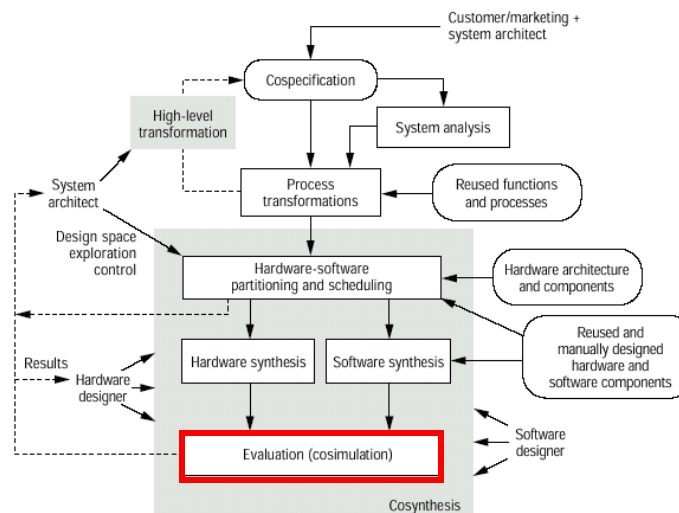 Customer/marketing +
system architect
Cospecification
High-level
transformation
System analysis
System
architect
Process
transformations
Reused functions
and processes
Design space
exploration
control
Hardware-software
partitioning and scheduling
Hardware architecture
and components
Reused and
manually designed
hardware and
software components
Results
Hardware
designer
Hardware synthesis
Software synthesis
Software
designer
Evaluation (cosimulation)
Cosynthesis